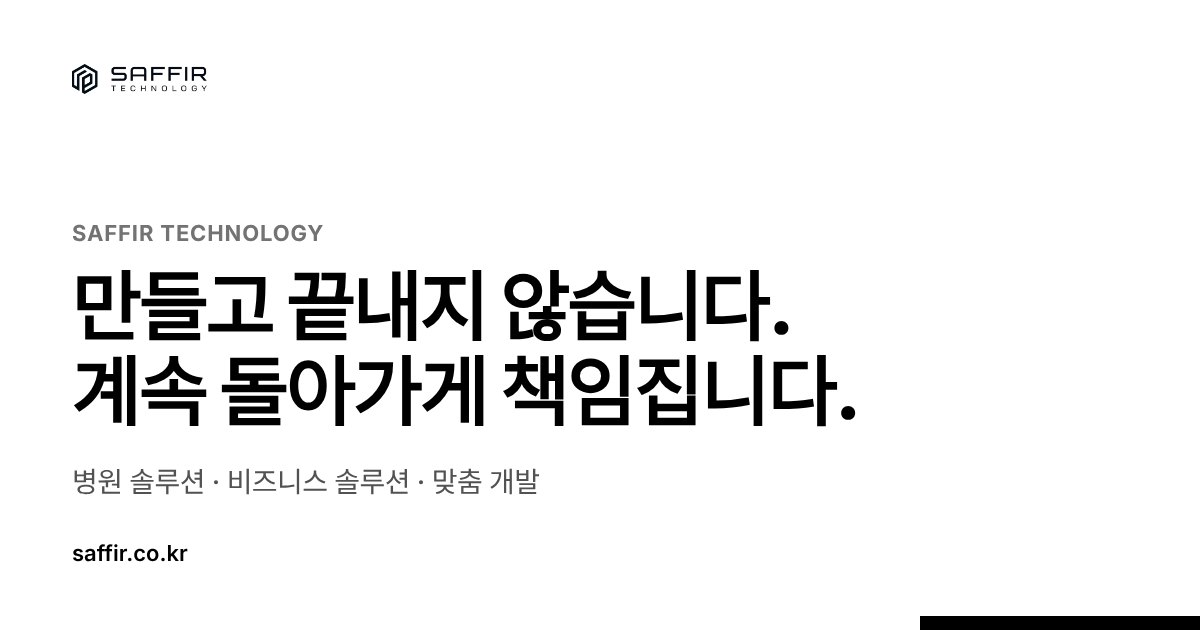 SAFFIR
TECHNOLOGY
SAFFIR TECHNOLOGY
만들고 끝내지 않습니다.
계속 돌아가게 책임집니다.
병원 솔루션 · 비즈니스 솔루션 · 맞춤 개발
saffir.co.kr